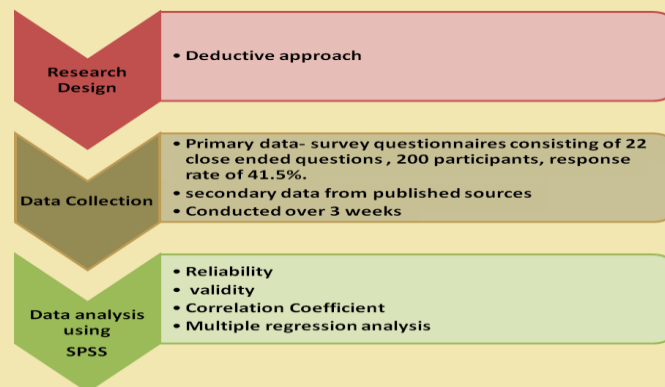 Research
Design
• Deductive approach
Data Collection
• Primary data- survey questionnaires consisting of 22
close ended questions , 200 participants, response
rate of 41.5%.
• secondary data from published sources
• Conducted over 3 weeks
Data analysis
using
SPSS
• Reliability
• validity
• Correlation Coefficient
• Multiple regression analysis